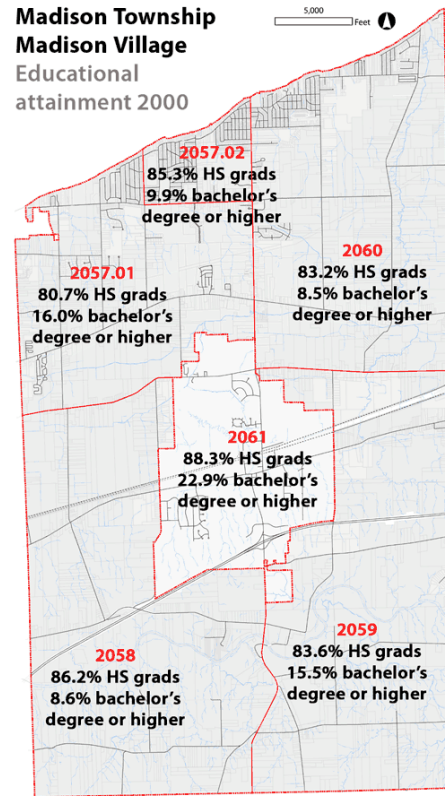 Madison Township
Madison Village
Educational
attainment 2000
5,000
Feet
2057.02
85.3% HS grads
9.9% bachelor's
degree or higher
2060
83.2% HS grads
8.5% bachelor's
degree or higher
2057.01
80.7% HS grads
16.0% bachelor's
degree or higher
2061
88.3% HS grads
22.9% bachelor's
degree or higher
2059
83.6% HS grads
15.5% bachelor's
degree or higher
2058
86.2% HS grads
8.6% bachelor's
degree or higher